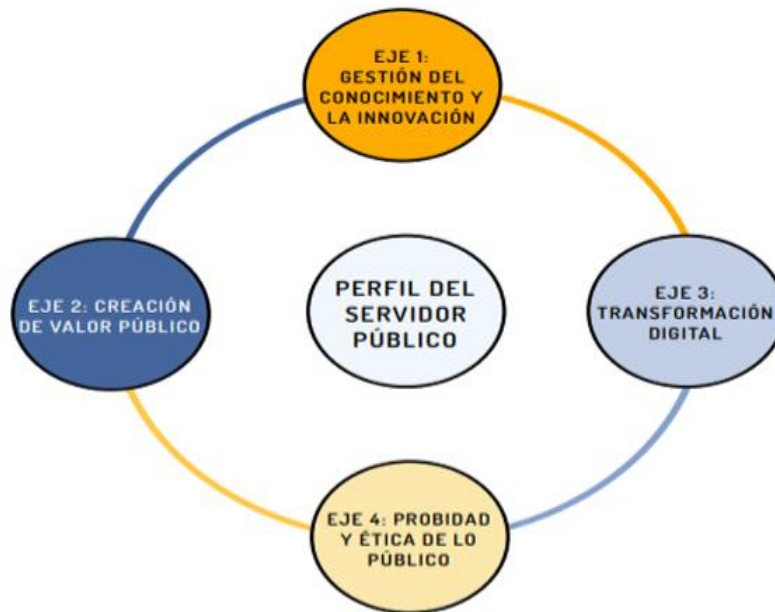 EJE 1:
GESTIÓN DEL
CONOCIMIENTO Y
LA INNOVACIÓN
EJE 2: CREACIÓN
DE VALOR PÚBLICO
PERFIL DEL
SERVIDOR
PÚBLICO
EJE 3:
TRANSFORMACIÓN
DIGITAL
EJE 4: PROBIDAD
Y ÉTICA DE LO
PÚBLICO